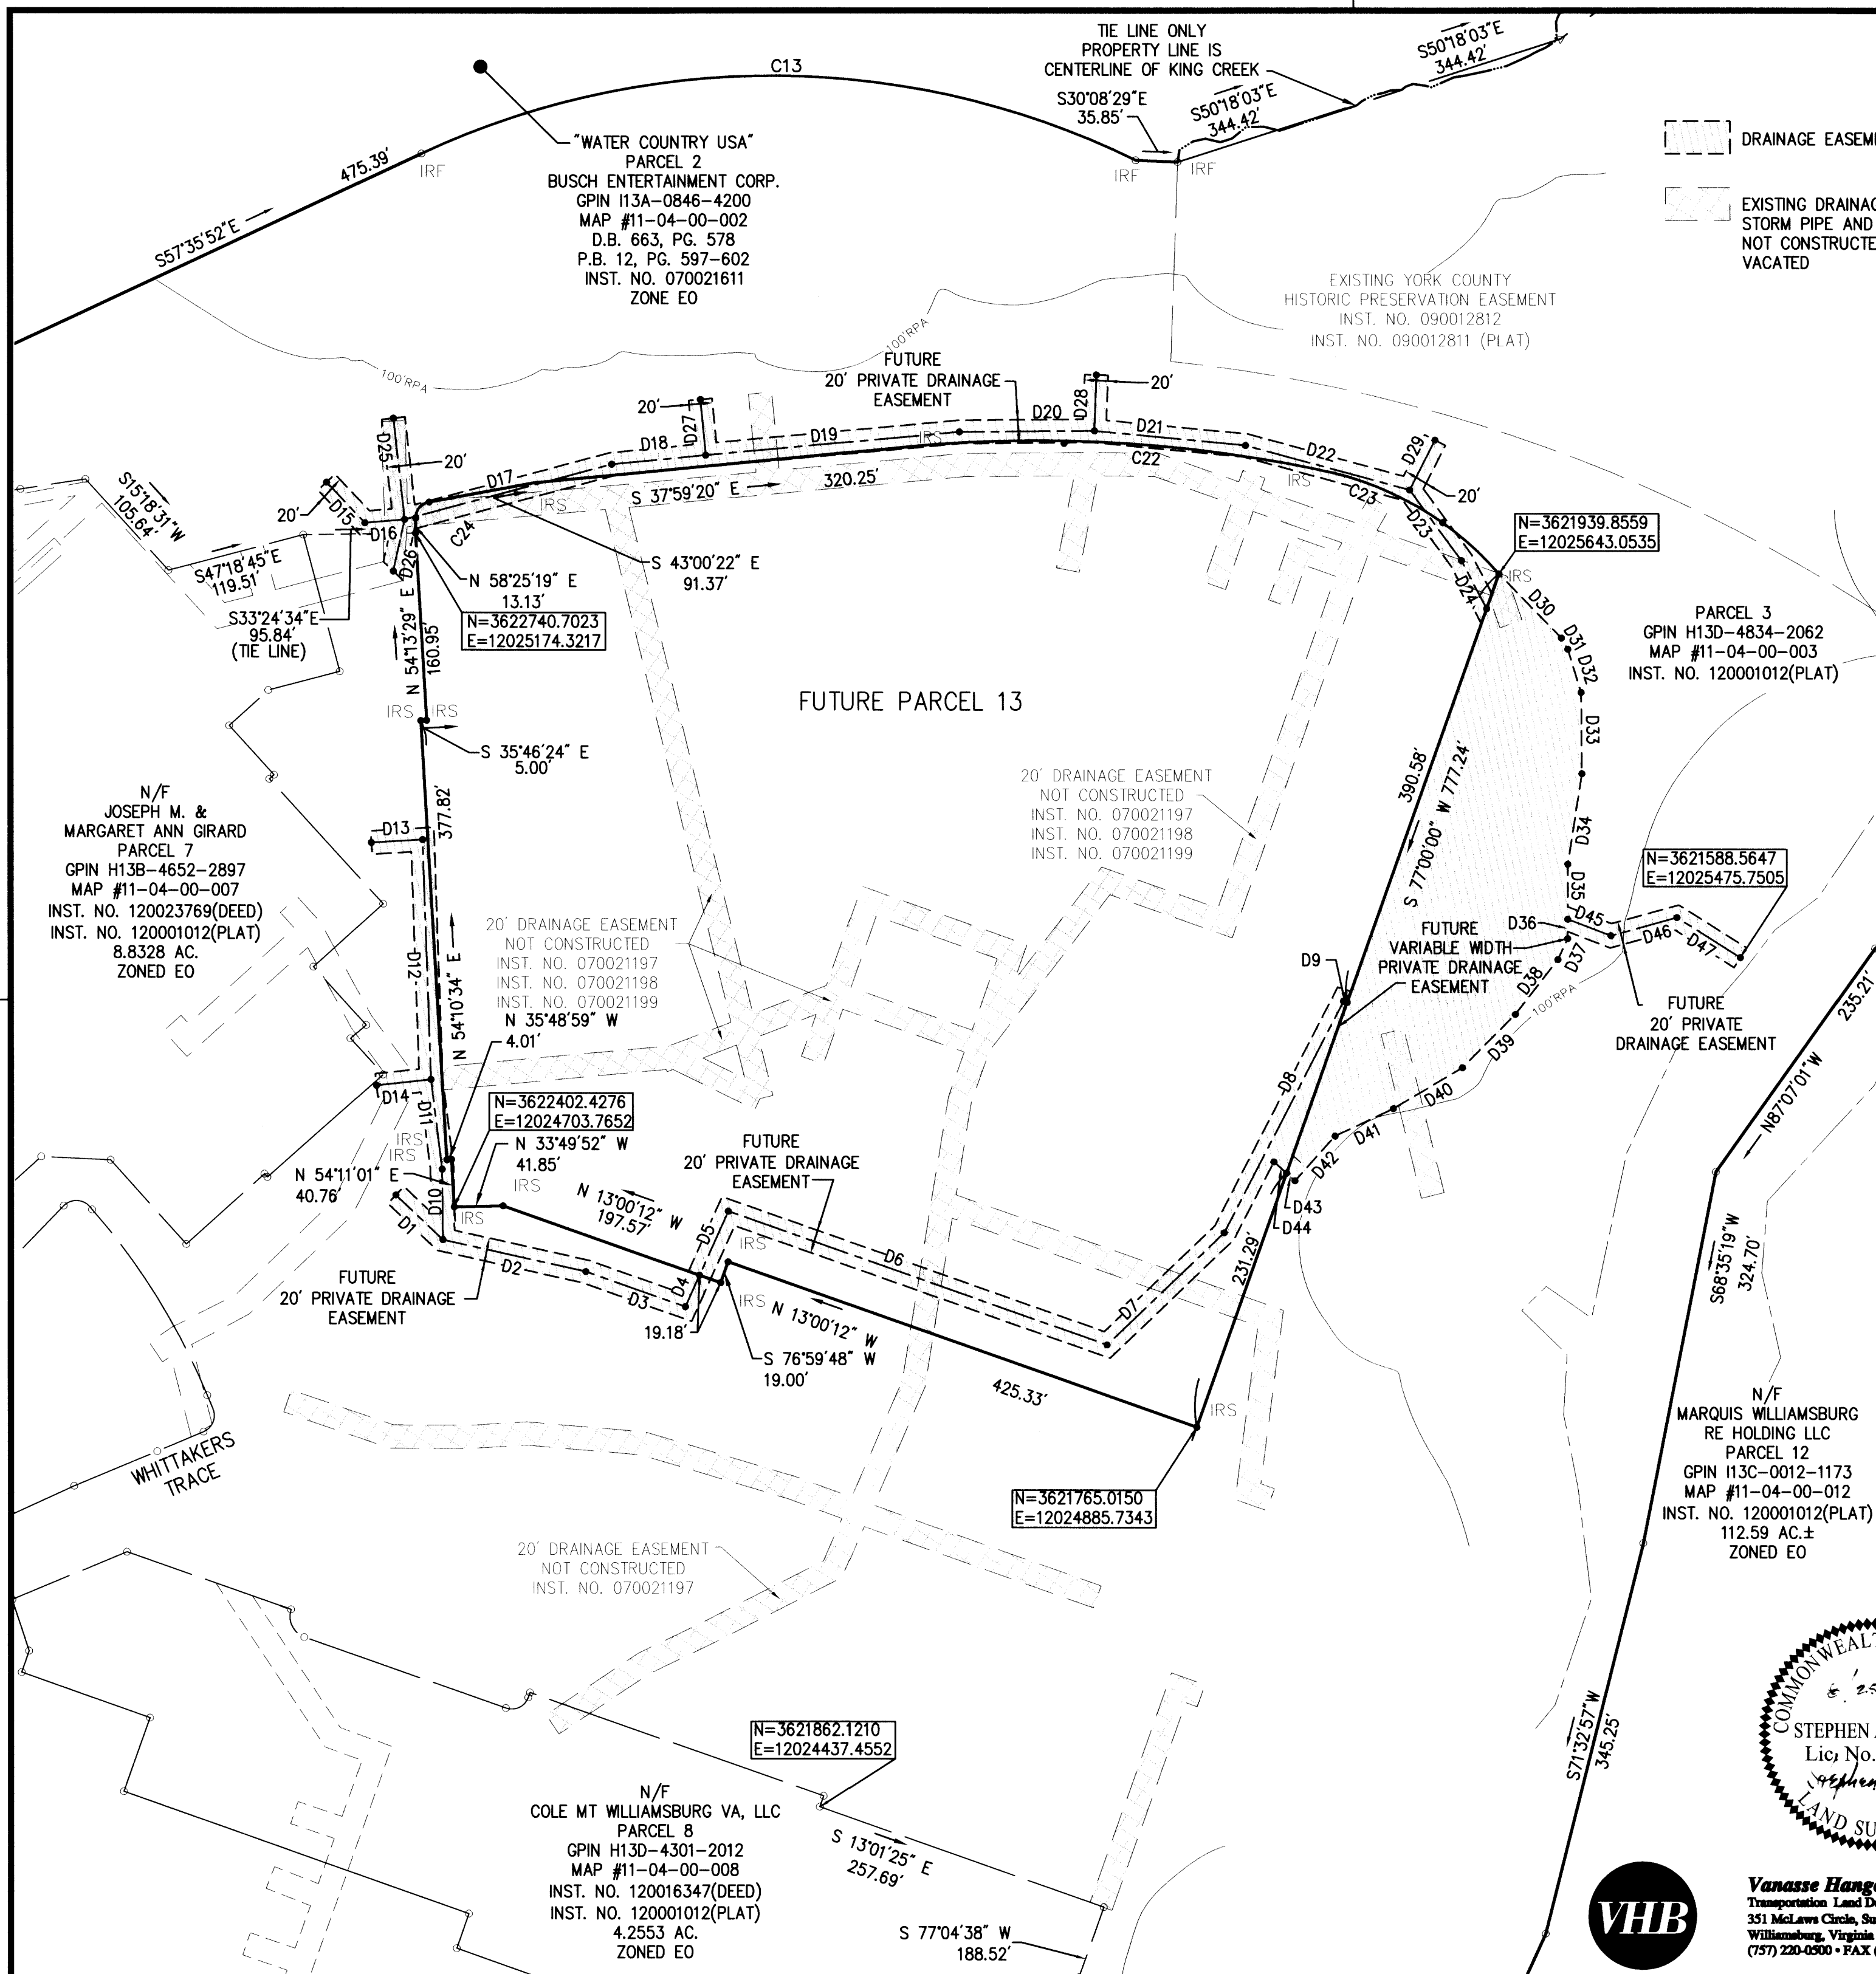 TIE LINE ONLY
PROPERTY LINE IS
CENTERLINE OF KING CREEK
S50°18'03"E
344.42'
C13
S30°08'29"E
35.85'
S50°18'03"E
344.42'
IRF
IRF
IRF
475.39'
S57°35'52"E
"WATER COUNTRY USA"
PARCEL 2
BUSCH ENTERTAINMENT CORP.
GPIN I13A-0846-4200
MAP #11-04-00-002
D.B. 663, PG. 578
P.B. 12, PG. 597-602
INST. NO. 070021611
ZONE EO
DRAINAGE EASEM
EXISTING DRAINAG
STORM PIPE AND
NOT CONSTRUCTE
VACATED
EXISTING YORK COUNTY
HISTORIC PRESERVATION EASEMENT
INST. NO. 090012812
INST. NO. 090012811 (PLAT)
100'RPA
100'RPA
FUTURE
20' PRIVATE DRAINAGE
EASEMENT
20'
D28
20'
D27
D20
D21
D19
D18
IRS
D22
D29
20'
D25
20'
D17
C22
IRS
C23
D23
S 37°59'20" E
320.25'
IRS
C24
S15°18'31"W
105.64'
20'
D15
D16
D26
S47°18'45"E
119.51'
S 43°00'22" E
91.37'
N 58°25'19" E
13.13'
N=3622740.7023
E=12025174.3217
S33°24'34"E
95.84'
(TIE LINE)
N 54°13'29" E
160.95'
N=3621939.8559
E=12025643.0535
IRS
D24
D30
D31
D32
D33
D34
D35
PARCEL 3
GPIN H13D-4834-2062
MAP #11-04-00-003
INST. NO. 120001012(PLAT)
FUTURE PARCEL 13
IRS
IRS
S 35°46'24" E
5.00'
20' DRAINAGE EASEMENT
NOT CONSTRUCTED
INST. NO. 070021197
INST. NO. 070021198
INST. NO. 070021199
390.58'
S 77°00'00" W 777.24'
N/F
JOSEPH M. &
MARGARET ANN GIRARD
PARCEL 7
GPIN H13B-4652-2897
MAP #11-04-00-007
INST. NO. 120023769(DEED)
INST. NO. 120001012(PLAT)
8.8328 AC.
ZONED EO
D13
377.82'
D12
N 54°10'34" E
20' DRAINAGE EASEMENT
NOT CONSTRUCTED
INST. NO. 070021197
INST. NO. 070021198
INST. NO. 070021199
N 35°48'59" W
4.01'
N=3621588.5647
E=12025475.7505
D36
D45
D46
D47
D37
D38
FUTURE
VARIABLE WIDTH
PRIVATE DRAINAGE
EASEMENT
D9
100'RPA
FUTURE
20' PRIVATE
DRAINAGE EASEMENT
235.21'
N87°07'01"W
D39
D40
D41
D42
D43
D44
D8
D14
D11
IRS
IRS
N=3622402.4276
E=12024703.7652
N 33°49'52" W
41.85'
IRS
N 54°11'01" E
40.76'
D10
D1
IRS
N 13°00'12" W
197.57'
FUTURE
20' PRIVATE DRAINAGE
EASEMENT
D5
IRS
D6
D7
231.29'
D2
D3
D4
FUTURE
20' PRIVATE DRAINAGE
EASEMENT
19.18'
IRS
N 13°00'12" W
S 76°59'48" W
19.00'
425.33'
IRS
S68°35'19"W
324.70'
N/F
MARQUIS WILLIAMSBURG
RE HOLDING LLC
PARCEL 12
GPIN I13C-0012-1173
MAP #11-04-00-012
INST. NO. 120001012(PLAT)
112.59 AC.±
ZONED EO
WHITTAKERS
TRACE
N=3621765.0150
E=12024885.7343
20' DRAINAGE EASEMENT
NOT CONSTRUCTED
INST. NO. 070021197
S71°32'57"W
345.25'
N=3621862.1210
E=12024437.4552
N/F
COLE MT WILLIAMSBURG VA, LLC
PARCEL 8
GPIN H13D-4301-2012
MAP #11-04-00-008
INST. NO. 120016347(DEED)
INST. NO. 120001012(PLAT)
4.2553 AC.
ZONED EO
S 13°01'25" E
257.69'
S 77°04'38" W
188.52'
COMMONWEALT
STEPHEN
Lic. No.
LAND SU
VHB
Vanasse Hang
Transportation Land D
351 McLaws Circle, Su
Williamsburg, Virginia
(757) 220-0500 • FAX (